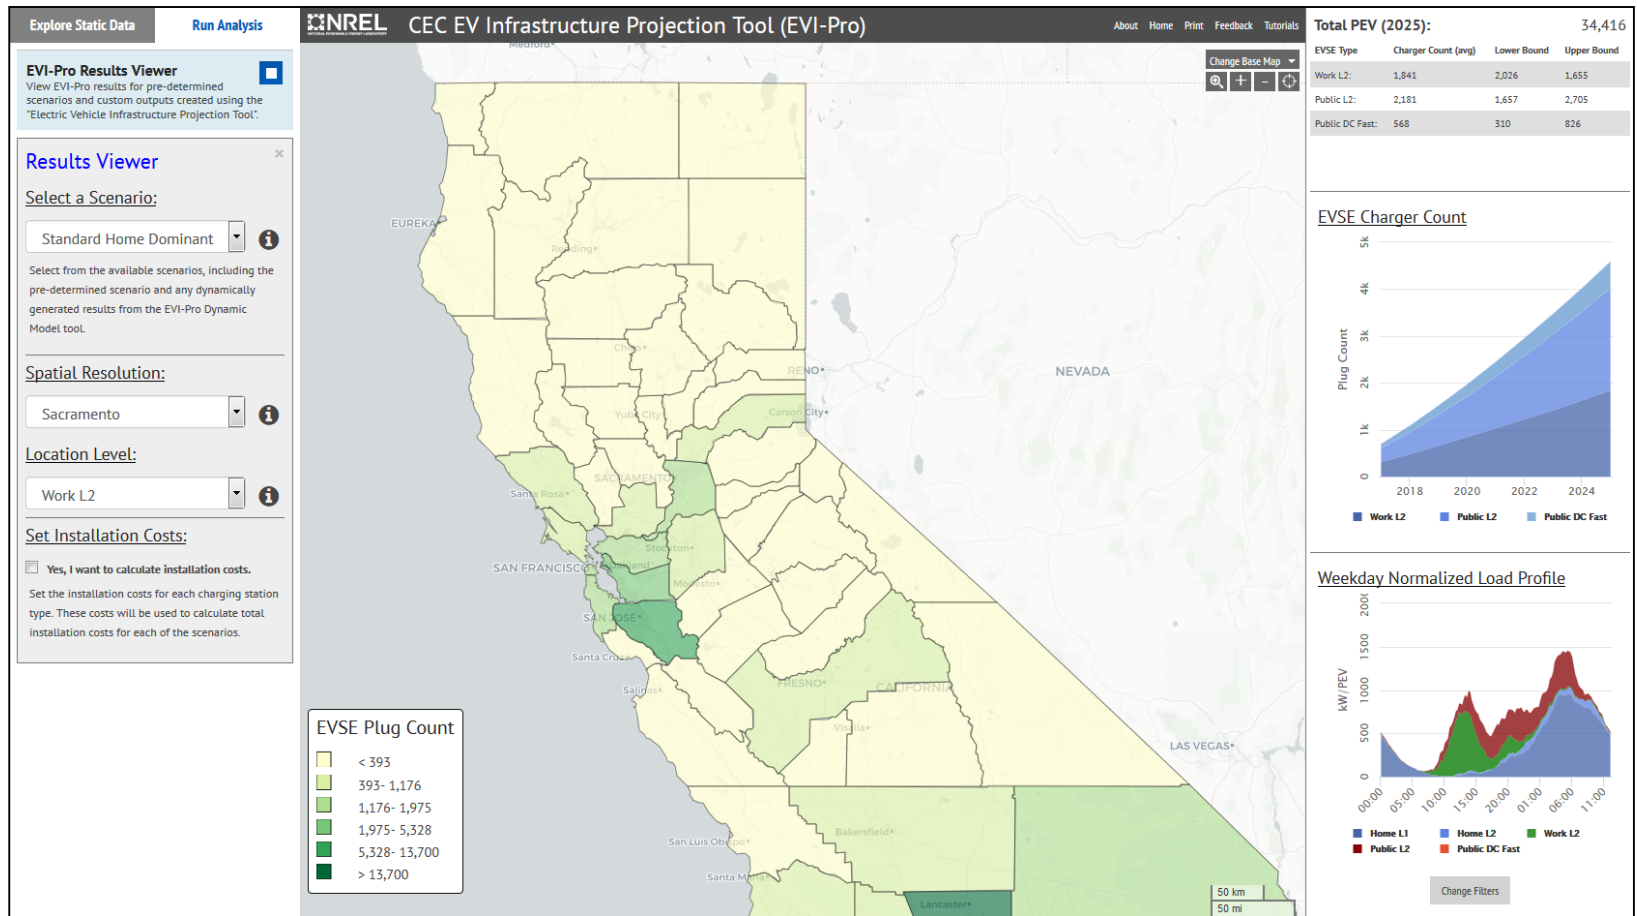 Explore Static Data
Run Analysis
EVI-Pro Results Viewer
View EVI-Pro results for pre-determined
scenarios and custom outputs created using the
"Electric Vehicle Infrastructure Projection Tool".
Results Viewer
×
Select a Scenario:
Standard Home Dominant
Select from the available scenarios, including the
pre-determined scenario and any dynamically
generated results from the EVI-Pro Dynamic
Model tool.
Spatial Resolution:
Sacramento
Location Level:
Work L2
Set Installation Costs:
Yes, I want to calculate installation costs.
Set the installation costs for each charging station
type. These costs will be used to calculate total
installation costs for each of the scenarios.
NREL
NATIONAL RENEWABLE ENERGY LABORATORY
CEC EV Infrastructure Projection Tool (EVI-Pro)
About Home Print Feedback Tutorials
Change Base Map
+ −
Medford
EUREKA
Redding
Chico
RENO
NEVADA
Yuba City
Carson City
SACRAMENTO
Santa Rosa
Stockton
SAN FRANCISCO
Oakland
Modesto
SAN JOSE
Santa Cruz
Salinas
FRESNO
CALIFORNIA
Visalia
LAS VEGAS
Bakersfield
San Luis Obispo
Santa Maria
Lancaster
EVSE Plug Count
< 393
393- 1,176
1,176- 1,975
1,975- 5,328
5,328- 13,700
> 13,700
50 km
50 mi
Total PEV (2025): 34,416
EVSE Type Charger Count (avg) Lower Bound Upper Bound
Work L2: 1,841 2,026 1,655
Public L2: 2,181 1,657 2,705
Public DC Fast: 568 310 826
EVSE Charger Count
Plug Count
5k
4k
3k
2k
1k
0
2018 2020 2022 2024
Work L2 Public L2 Public DC Fast
Weekday Normalized Load Profile
kW/PEV
1500
1000
500
0
00:00 05:00 10:00 15:00 20:00 01:00 06:00 11:00
Home L1 Home L2 Work L2
Public L2 Public DC Fast
Change Filters